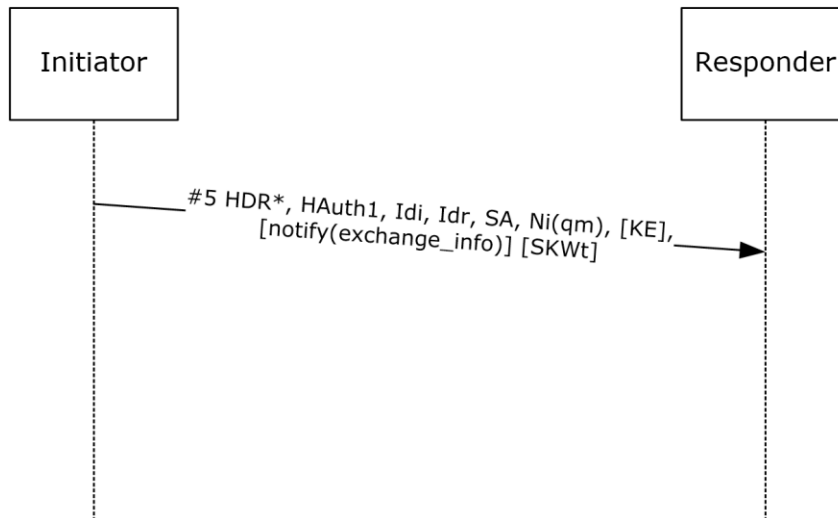 Initiator
Responder
#5 HDR*, HAuth1, Idi, Idr, SA, Ni(qm), [KE],
[notify(exchange_info)] [SKWt]